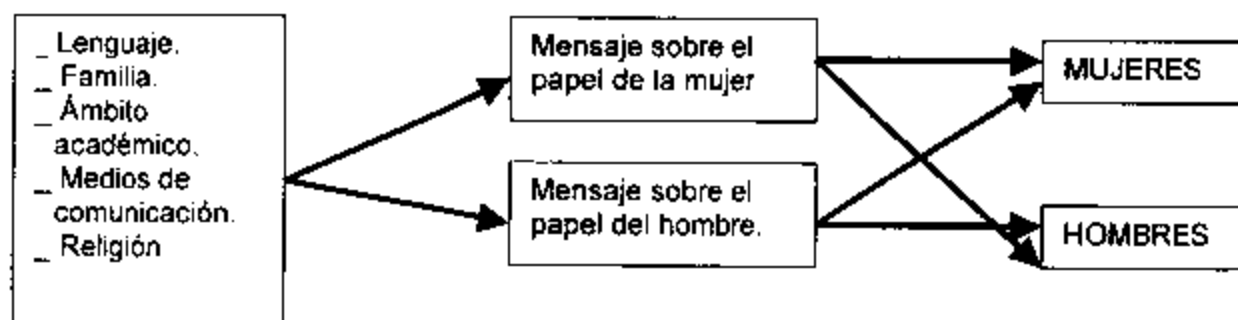 _ Lenguaje.
_ Familia.
_ Ámbito
académico.
_ Medios de
comunicación.
_ Religión
Mensaje sobre el
papel de la mujer
Mensaje sobre el
papel del hombre.
MUJERES
HOMBRES